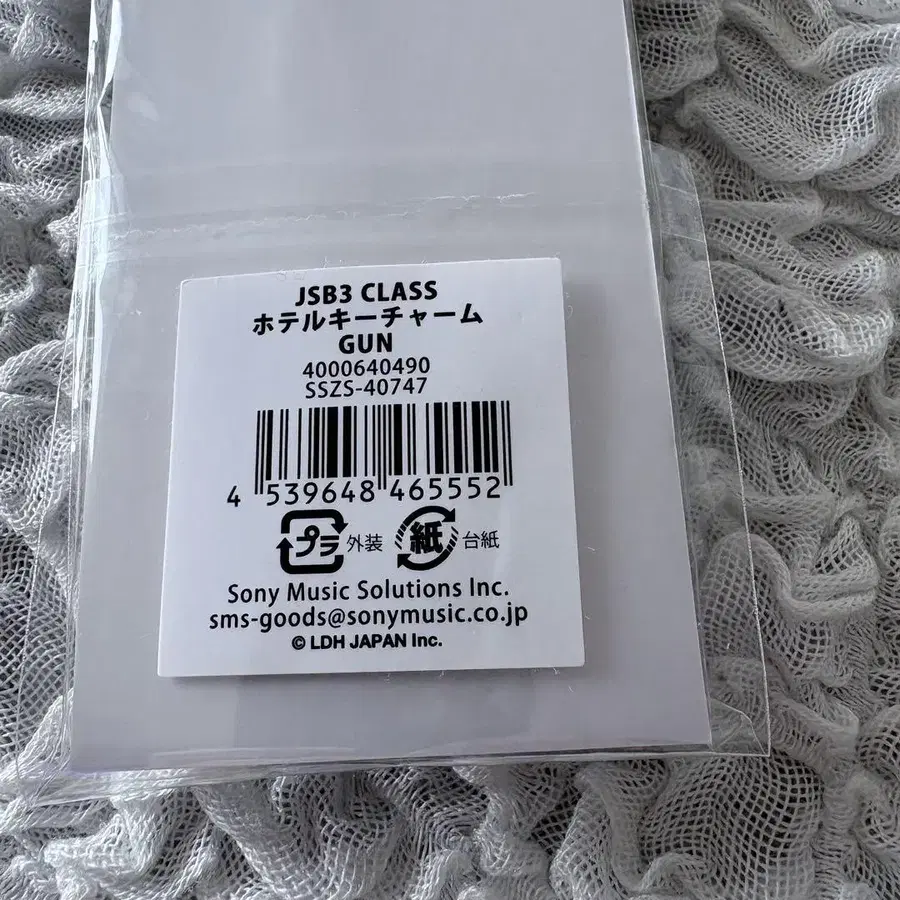 JSB3 CLASS
ホテルキーチャーム
GUN
4000640490
SSZS-40747
4 539648 465552
プラ 外装 紙 台紙
Sony Music Solutions Inc.
sms-goods@sonymusic.co.jp
© LDH JAPAN Inc.